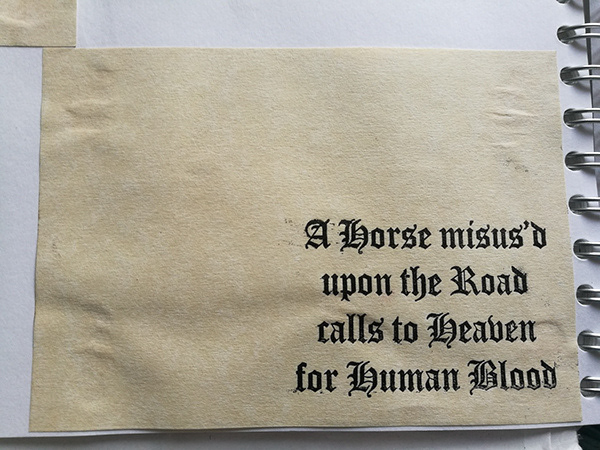 A Horse misus'd
upon the Road
calls to Heaven
for Human Blood